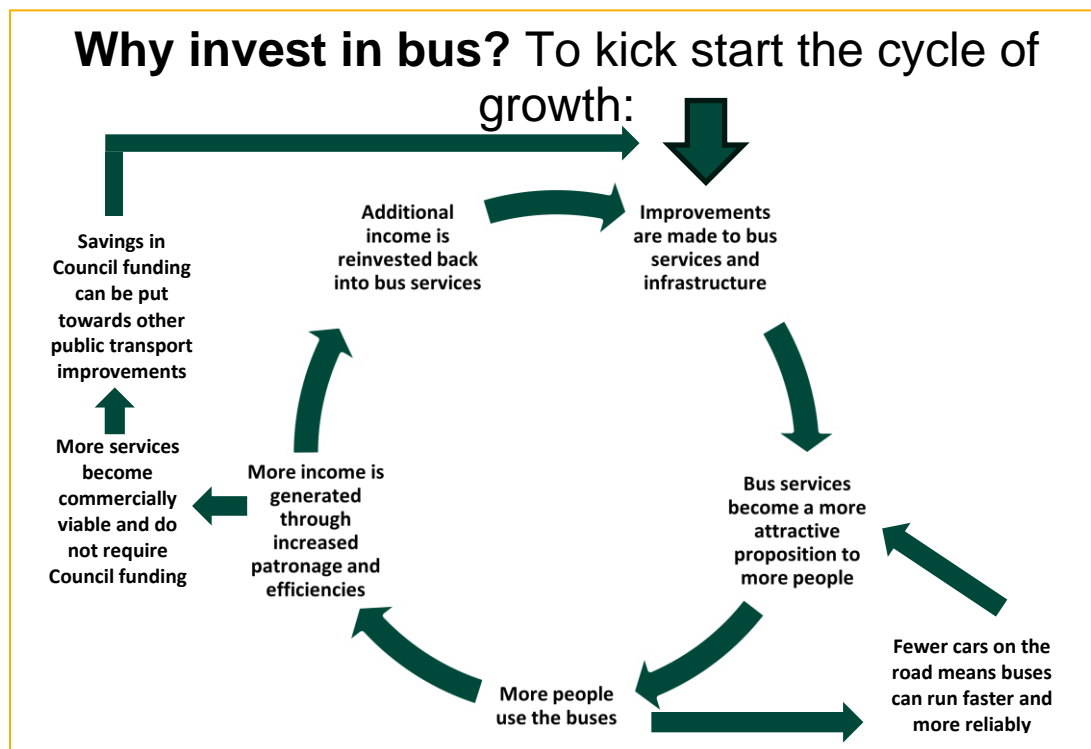 Why invest in bus? To kick start the cycle of
growth:
Additional
income is
reinvested back
into bus services
Improvements
are made to bus
services and
infrastructure
Savings in
Council funding
can be put
towards other
public transport
improvements
More services
become
commercially
viable and do
not require
Council funding
More income is
generated
through
increased
patronage and
efficiencies
Bus services
become a more
attractive
proposition to
more people
More people
use the buses
Fewer cars on the
road means buses
can run faster and
more reliably